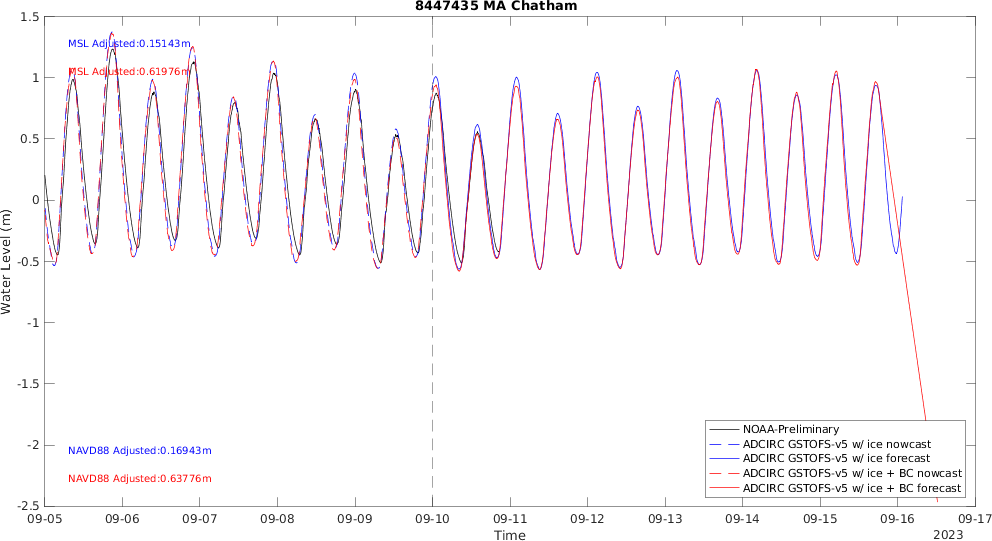 8447435 MA Chatham
1.5
1
0.5
0
-0.5
-1
-1.5
-2
-2.5
Water Level (m)
MSL Adjusted:0.15143m
MSL Adjusted:0.61976m
NAVD88 Adjusted:0.16943m
NAVD88 Adjusted:0.63776m
NOAA-Preliminary
ADCIRC GSTOFS-v5 w/ ice nowcast
ADCIRC GSTOFS-v5 w/ ice forecast
ADCIRC GSTOFS-v5 w/ ice + BC nowcast
ADCIRC GSTOFS-v5 w/ ice + BC forecast
09-05 09-06 09-07 09-08 09-09 09-10 09-11 09-12 09-13 09-14 09-15 09-16 09-17
Time
2023